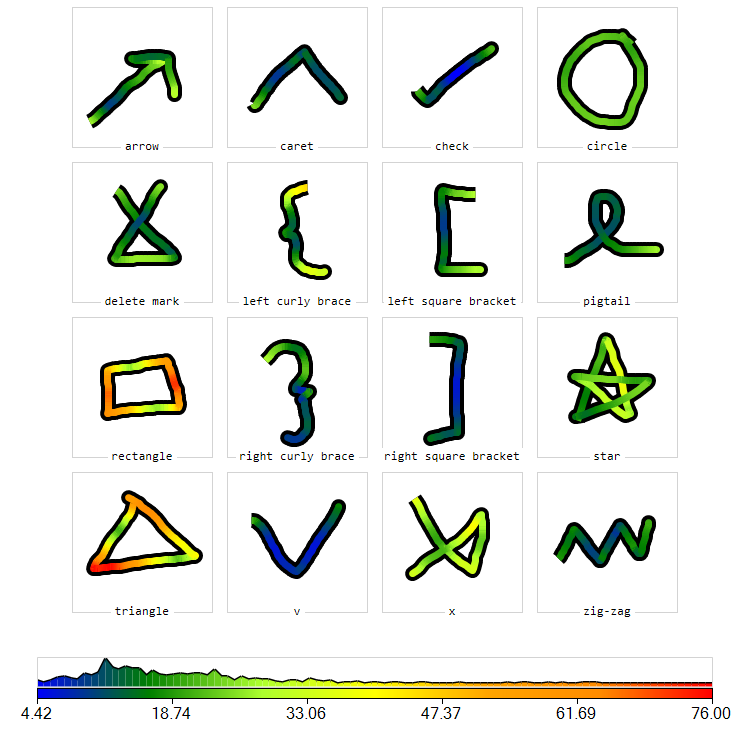 arrow caret check circle
delete mark left curly brace left square bracket pigtail
rectangle right curly brace right square bracket star
triangle v x zig-zag
4.42 18.74 33.06 47.37 61.69 76.00